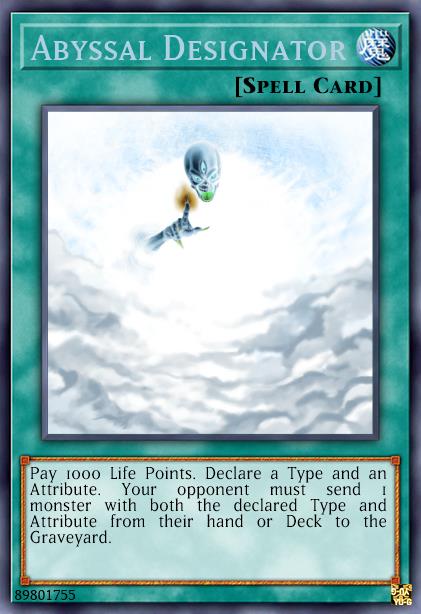 Abyssal Designator
魔
[Spell Card]
Pay 1000 Life Points. Declare a Type and an
Attribute. Your opponent must send 1
monster with both the declared Type and
Attribute from their hand or Deck to the
Graveyard.
89801755